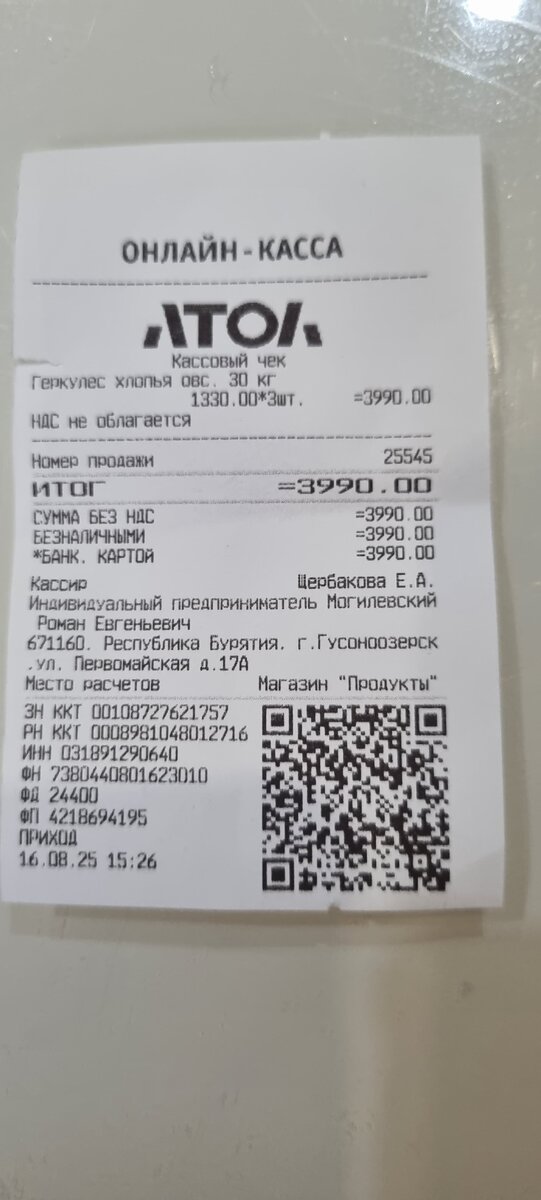 ОНЛАЙН-КАССА
АТОЛ
Кассовый чек
Геркулес хлопья овс. 30 кг
1330.00*3шт. =3990.00
НДС не облагается
Номер продажи 25545
ИТОГ =3990.00
СУММА БЕЗ НДС =3990.00
БЕЗНАЛИЧНЫМИ =3990.00
*БАНК. КАРТОЙ =3990.00
Кассир Щербакова Е.А.
Индивидуальный предприниматель Могилевский
Роман Евгеньевич
671160. Республика Бурятия. г.Гусоноозерск
.ул. Первомайская д.17А
Место расчетов Магазин "Продукты"
ЗН ККТ 00108727621757
РН ККТ 0008981048012716
ИНН 031891290640
ФН 7380440801623010
ФД 24400
ФП 4218694195
ПРИХОД
16.08.25 15:26